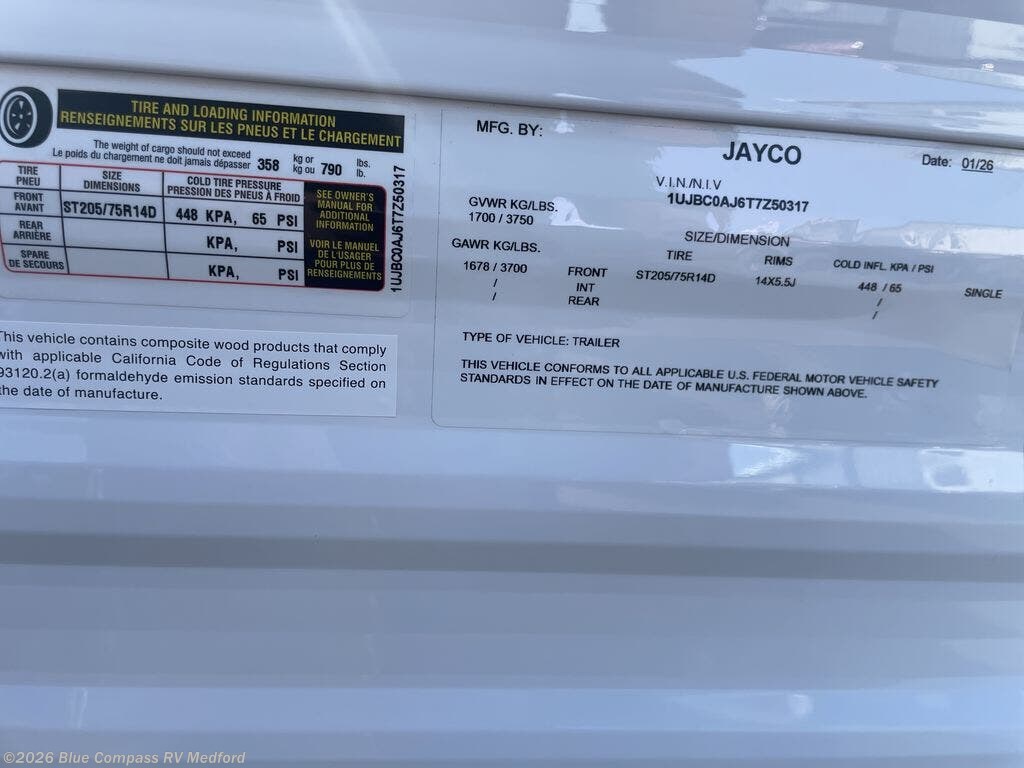 TIRE AND LOADING INFORMATION
RENSEIGNEMENTS SUR LES PNEUS ET LE CHARGEMENT
The weight of cargo should not exceed 358 kg or 790 lbs.
Le poids du chargement ne doit jamais dépasser kg ou lb.
TIRE SIZE COLD TIRE PRESSURE
PNEU DIMENSIONS PRESSION DES PNEUS À FROID
FRONT
AVANT ST205/75R14D 448 KPA, 65 PSI
REAR
ARRIÈRE KPA, PSI
SPARE
DE SECOURS KPA, PSI
SEE OWNER'S
MANUAL FOR
ADDITIONAL
INFORMATION
VOIR LE MANUEL
DE L'USAGER
POUR PLUS DE
RENSEIGNEMENTS
1UJBC0AJ6T7Z50317
This vehicle contains composite wood products that comply
with applicable California Code of Regulations Section
93120.2(a) formaldehyde emission standards specified on
the date of manufacture.
MFG. BY:
JAYCO
Date: 01/26
V.I.N./N.I.V
1UJBC0AJ6T7Z50317
GVWR KG/LBS.
1700 / 3750
SIZE/DIMENSION
GAWR KG/LBS. TIRE RIMS COLD INFL. KPA / PSI
1678 / 3700 FRONT ST205/75R14D 14X5.5J 448 / 65 SINGLE
/ INT /
/ REAR /
TYPE OF VEHICLE: TRAILER
THIS VEHICLE CONFORMS TO ALL APPLICABLE U.S. FEDERAL MOTOR VEHICLE SAFETY
STANDARDS IN EFFECT ON THE DATE OF MANUFACTURE SHOWN ABOVE.
©2026 Blue Compass RV Medford